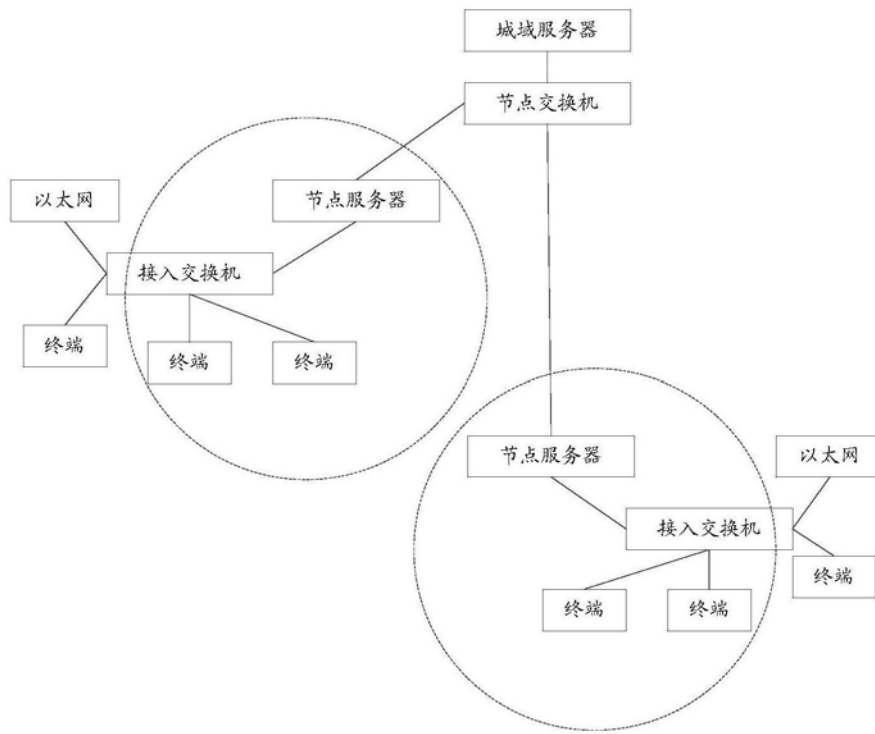 城域服务器
节点交换机
以太网
节点服务器
接入交换机
终端
终端
终端
节点服务器
以太网
接入交换机
终端
终端
终端